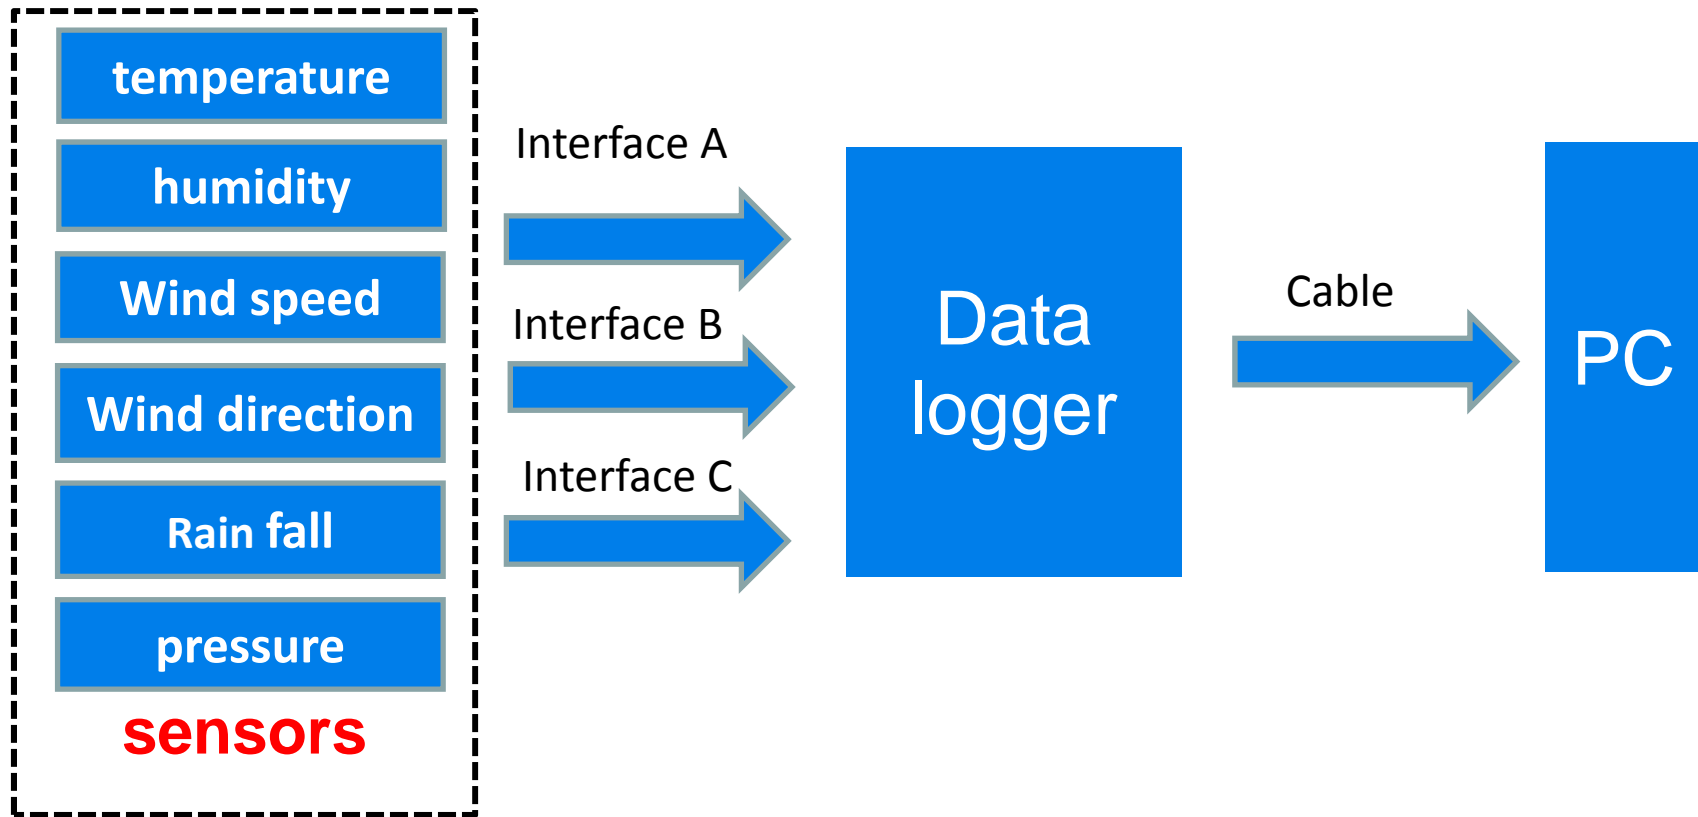 temperature
humidity
Wind speed
Wind direction
Rain fall
pressure
sensors
Interface A
Interface B
Interface C
Data
logger
Cable
PC